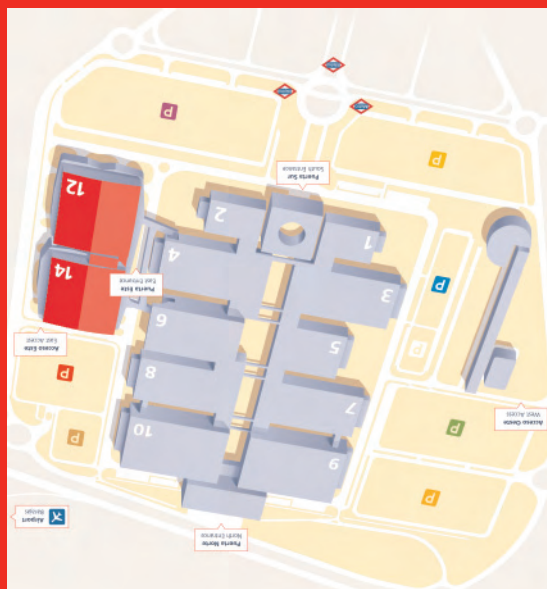 Puerta Norte
North Entrance
Airport
Barajas
P
9
P
10
P
Acceso Oeste
West Access
7
P
8
P
Acceso Este
East Access
5
6
3
Puerta Este
East Entrance
P
14
4
1
2
12
Puerta Sur
South Entrance
P
P